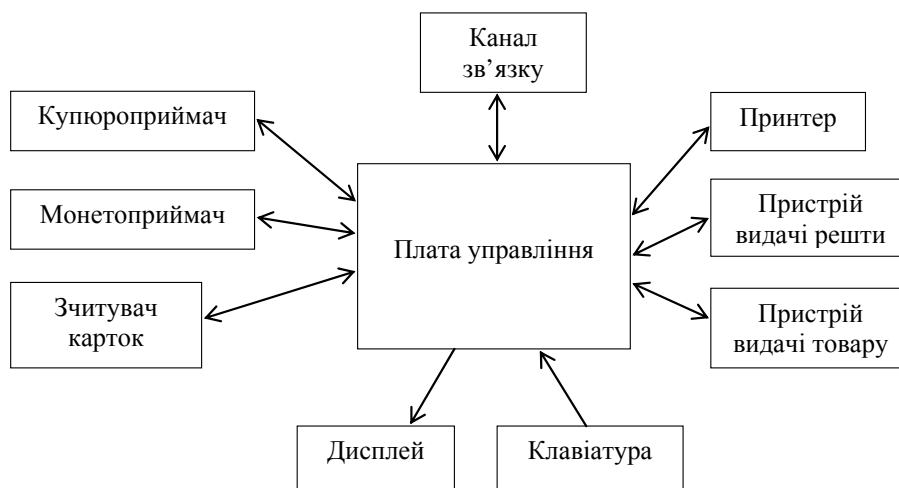 Канал
зв’язку
Купюроприймач
Принтер
Монетоприймач
Пристрій
видачі решти
Плата управління
Зчитувач
карток
Пристрій
видачі товару
Дисплей
Клавіатура